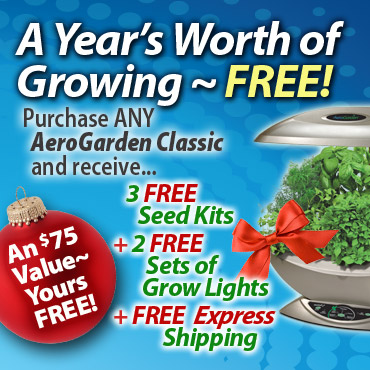 A Year's Worth of
Growing ~ FREE!
Purchase ANY
AeroGarden Classic
and receive...
3 FREE
Seed Kits
+ 2 FREE
Sets of
Grow Lights
+ FREE Express
Shipping
An $75
Value~
Yours
FREE!